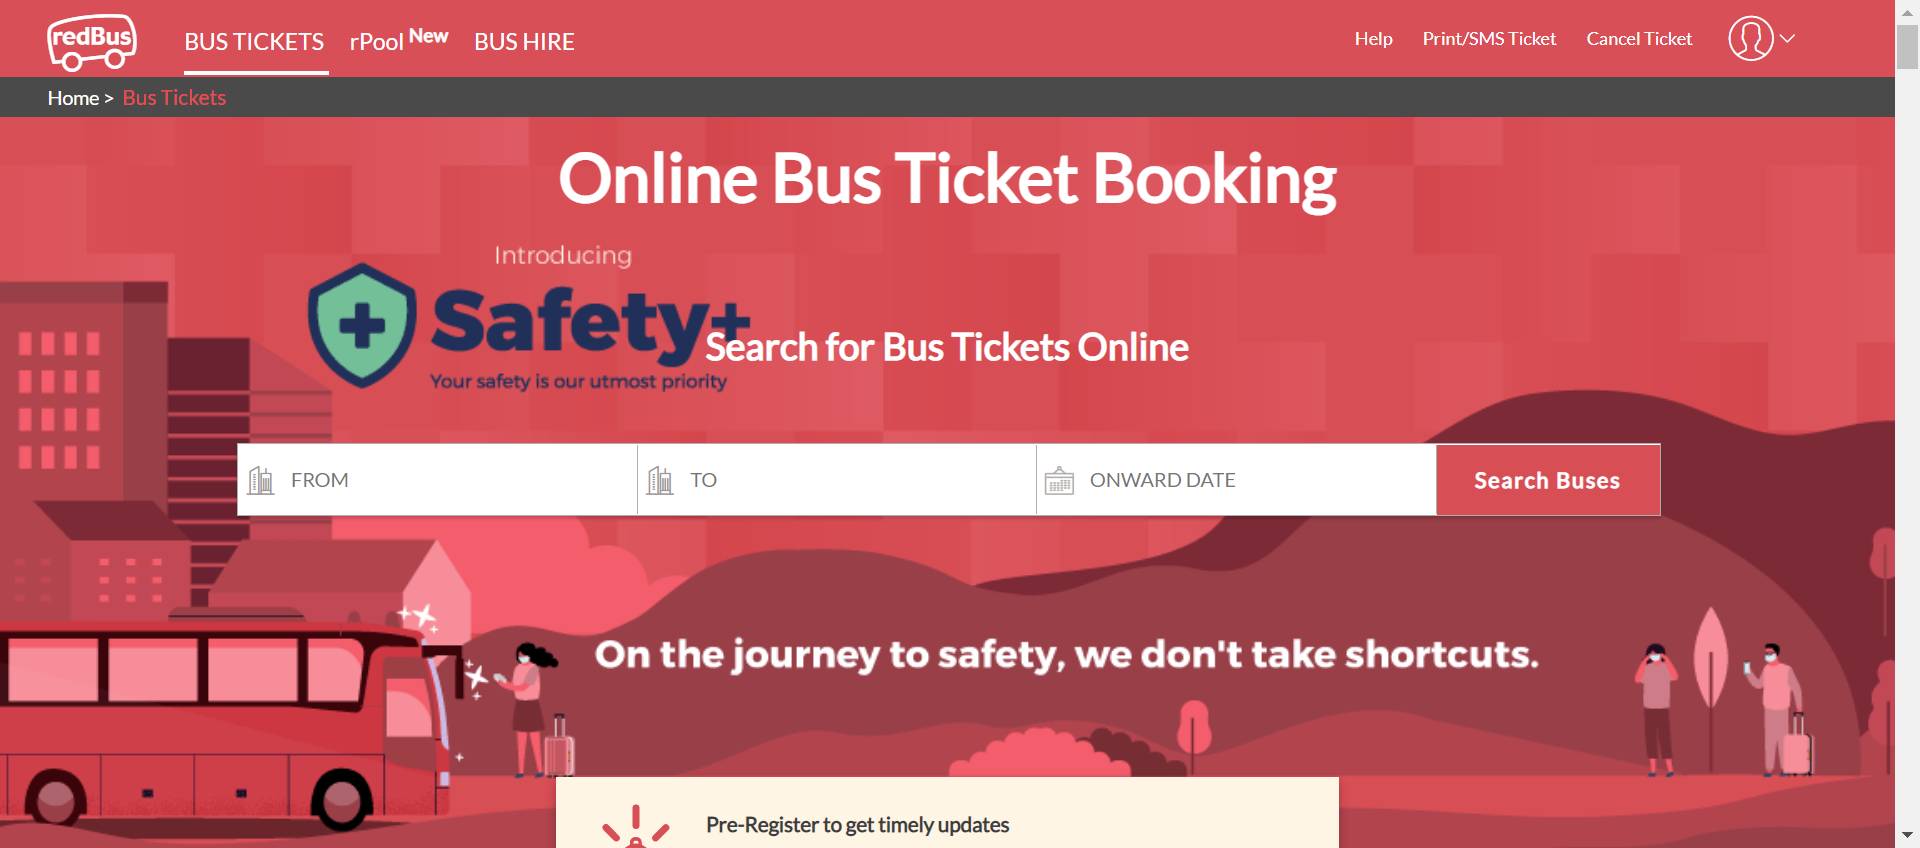 redBus
BUS TICKETS
rPool New
BUS HIRE
Help
Print/SMS Ticket
Cancel Ticket
Home > Bus Tickets
Online Bus Ticket Booking
Introducing
Safety+
Your safety is our utmost priority
Search for Bus Tickets Online
FROM
TO
ONWARD DATE
Search Buses
On the journey to safety, we don't take shortcuts.
Pre-Register to get timely updates